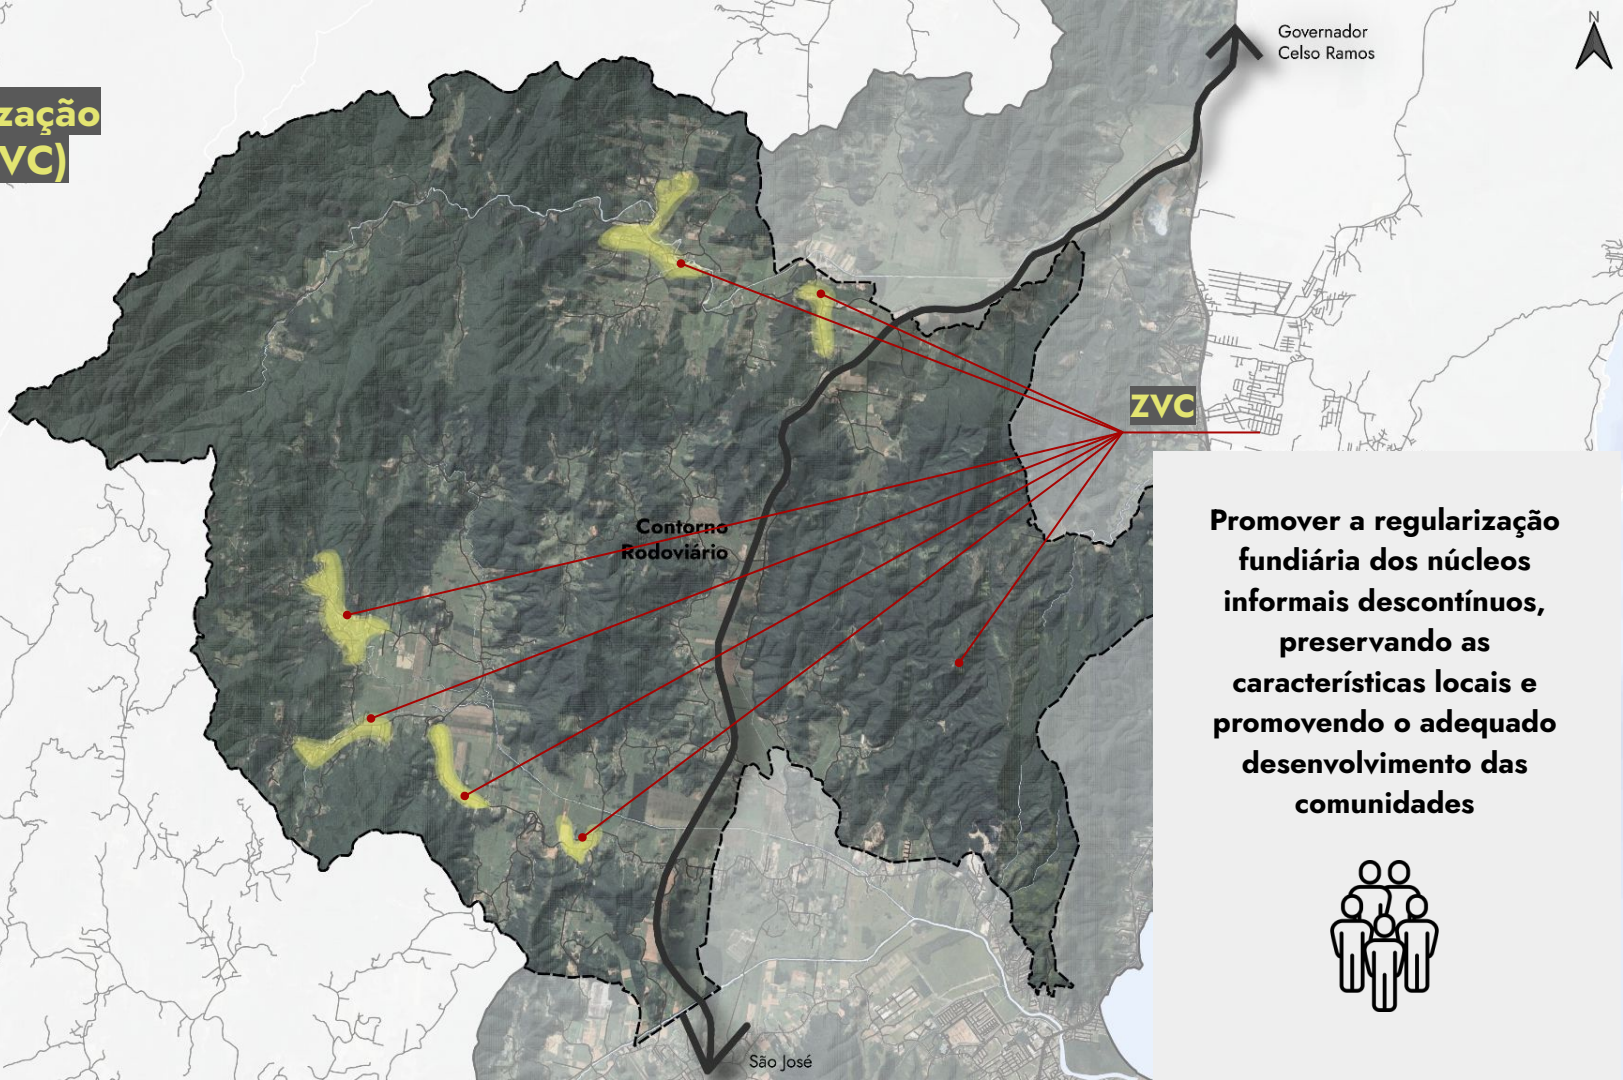 Governador
Celso Ramos
N
zação
VC)
ZVC
Contorno
Rodoviário
Promover a regularização
fundiária dos núcleos
informais descontínuos,
preservando as
características locais e
promovendo o adequado
desenvolvimento das
comunidades
São José